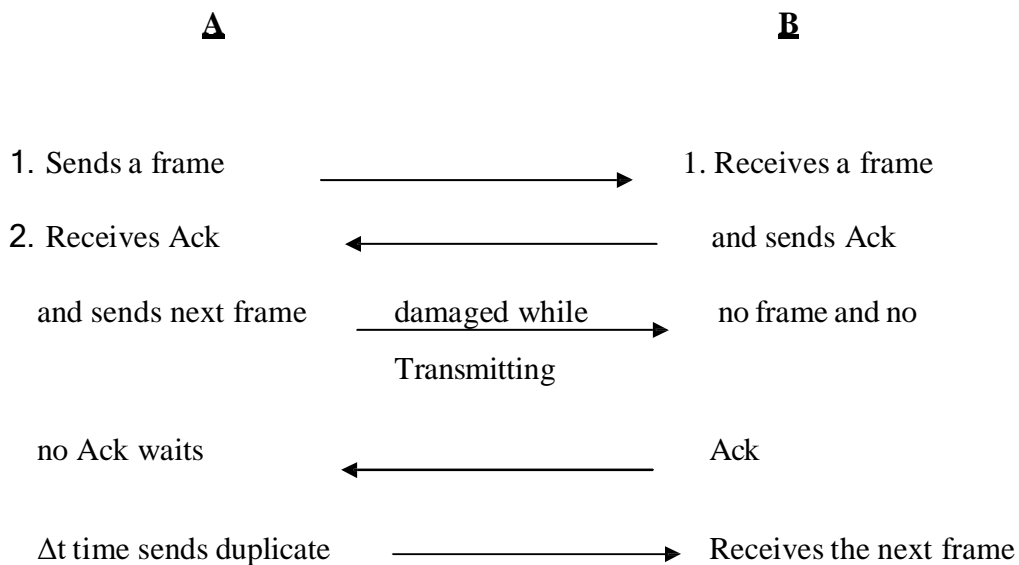 A B
1. Sends a frame 1. Receives a frame
2. Receives Ack and sends Ack
and sends next frame damaged while no frame and no
Transmitting
no Ack waits Ack
Δt time sends duplicate Receives the next frame